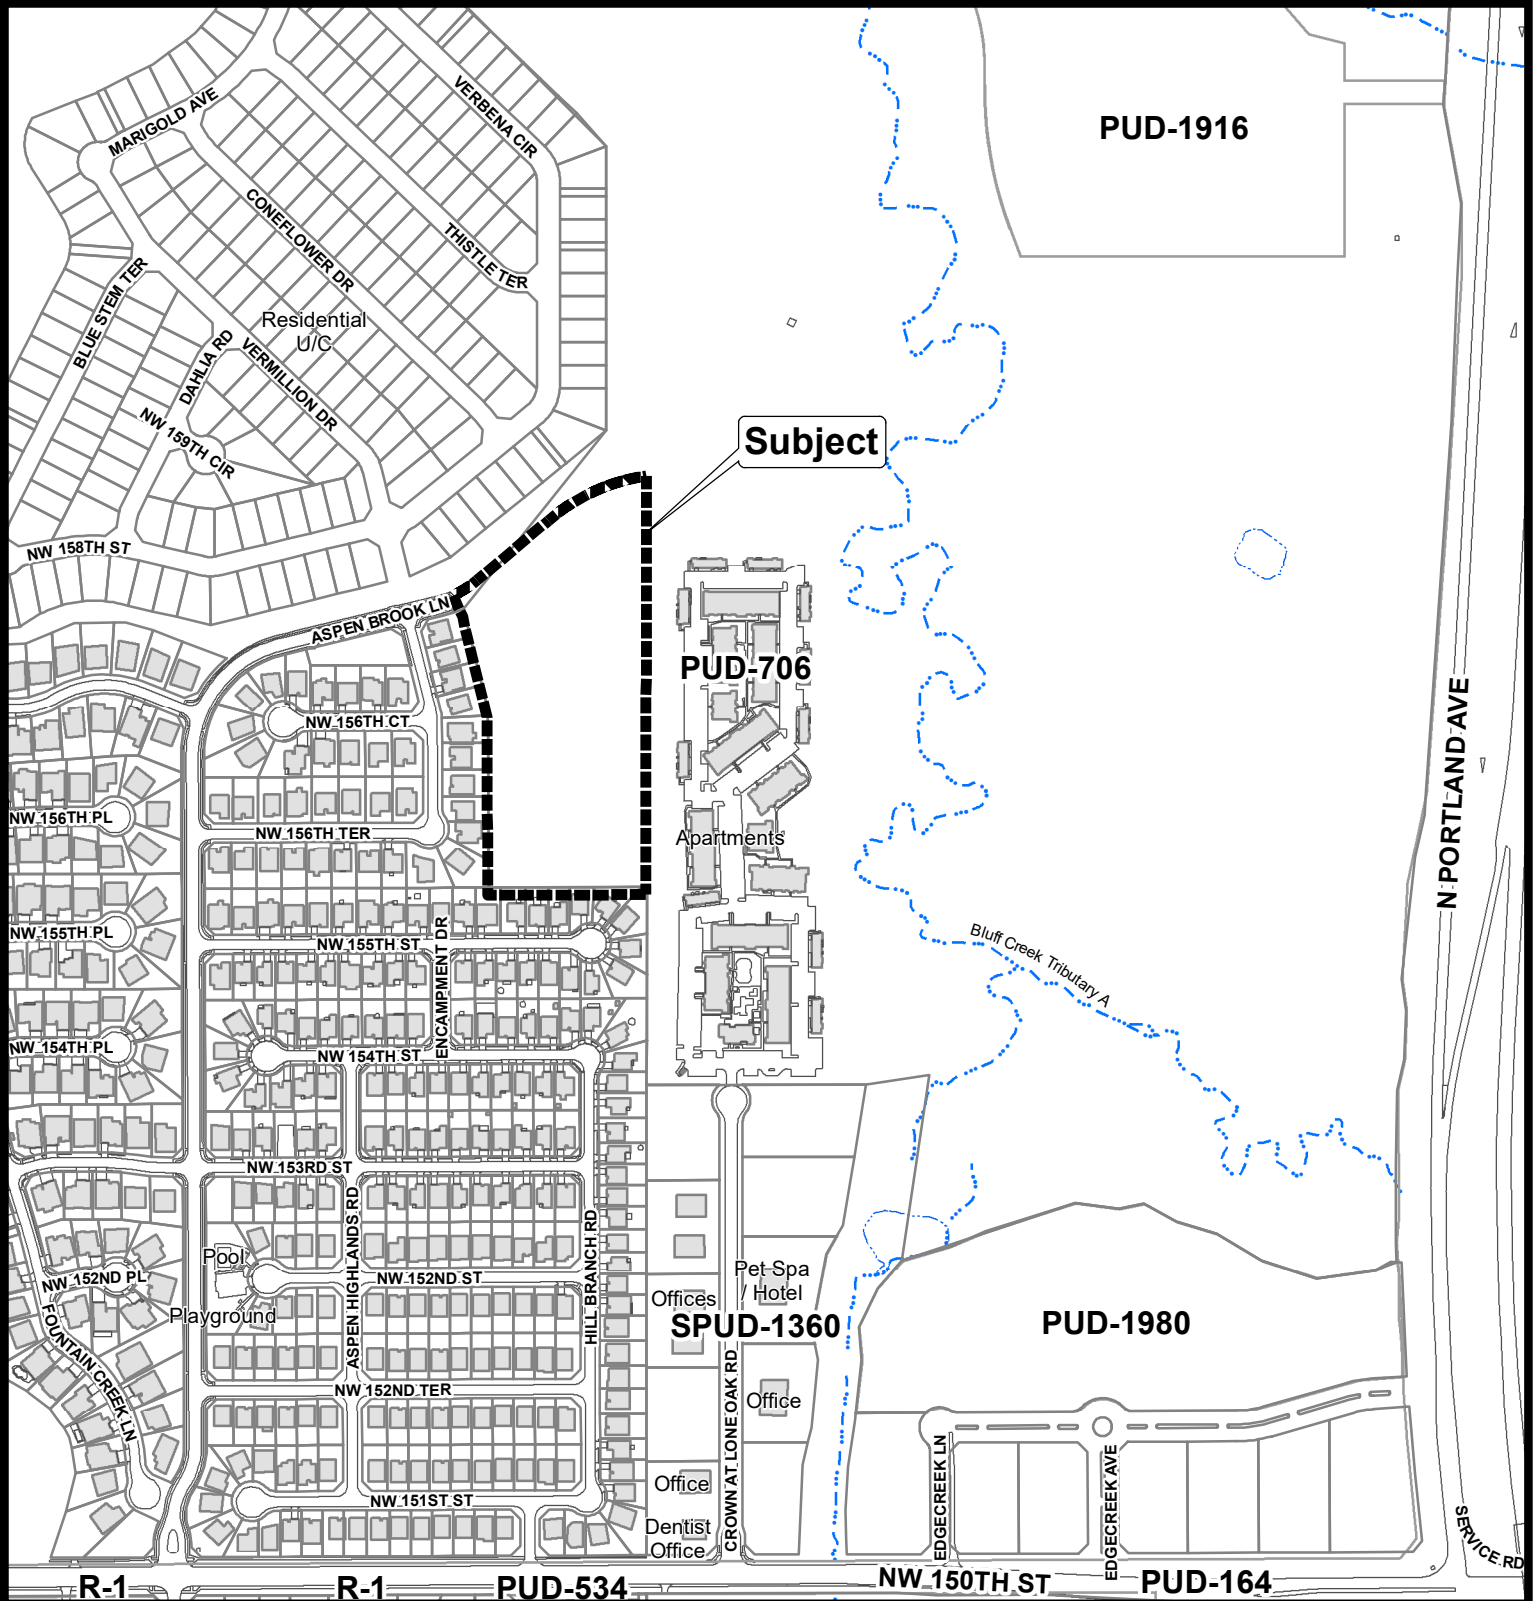 VERBENA CIR
MARIGOLD AVE
PUD-1916
CONEFLOWER DR
THISTLE TER
BLUE STEM TER
Residential
U/C
DAHLIA RD
VERMILLION DR
NW 159TH CIR
Subject
NW 158TH ST
ASPEN BROOK LN
PUD-706
NW 156TH CT
N PORTLAND AVE
NW 156TH PL
NW 156TH TER
Apartments
NW 155TH PL
NW 155TH ST
ENCAMPMENT DR
Bluff Creek Tributary A
NW 154TH PL
NW 154TH ST
NW 153RD ST
ASPEN HIGHLANDS RD
HILL BRANCH RD
Pool
NW 152ND PL
NW 152ND ST
Pet Spa
/ Hotel
Offices
Playground
SPUD-1360
PUD-1980
FOUNTAIN CREEK LN
NW 152ND TER
CROWN AT LONE OAK RD
Office
EDGECREEK LN
EDGECREEK AVE
Office
NW 151ST ST
Dentist
Office
SERVICE RD
R-1
R-1
PUD-534
NW 150TH ST
PUD-164